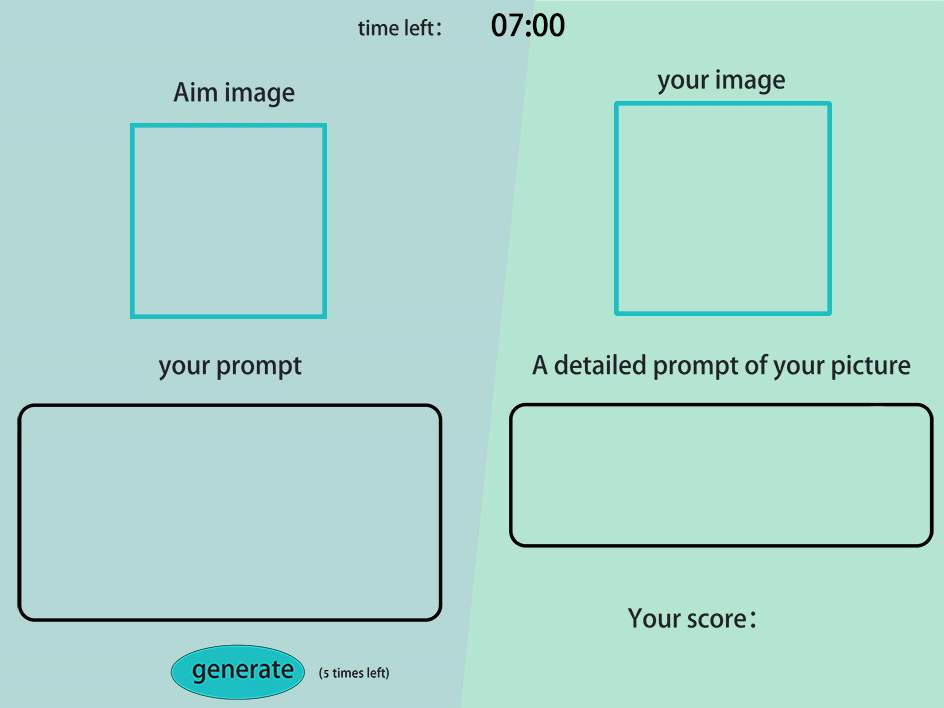 time left: 07:00
Aim image
your image
your prompt
A detailed prompt of your picture
Your score:
generate (5 times left)